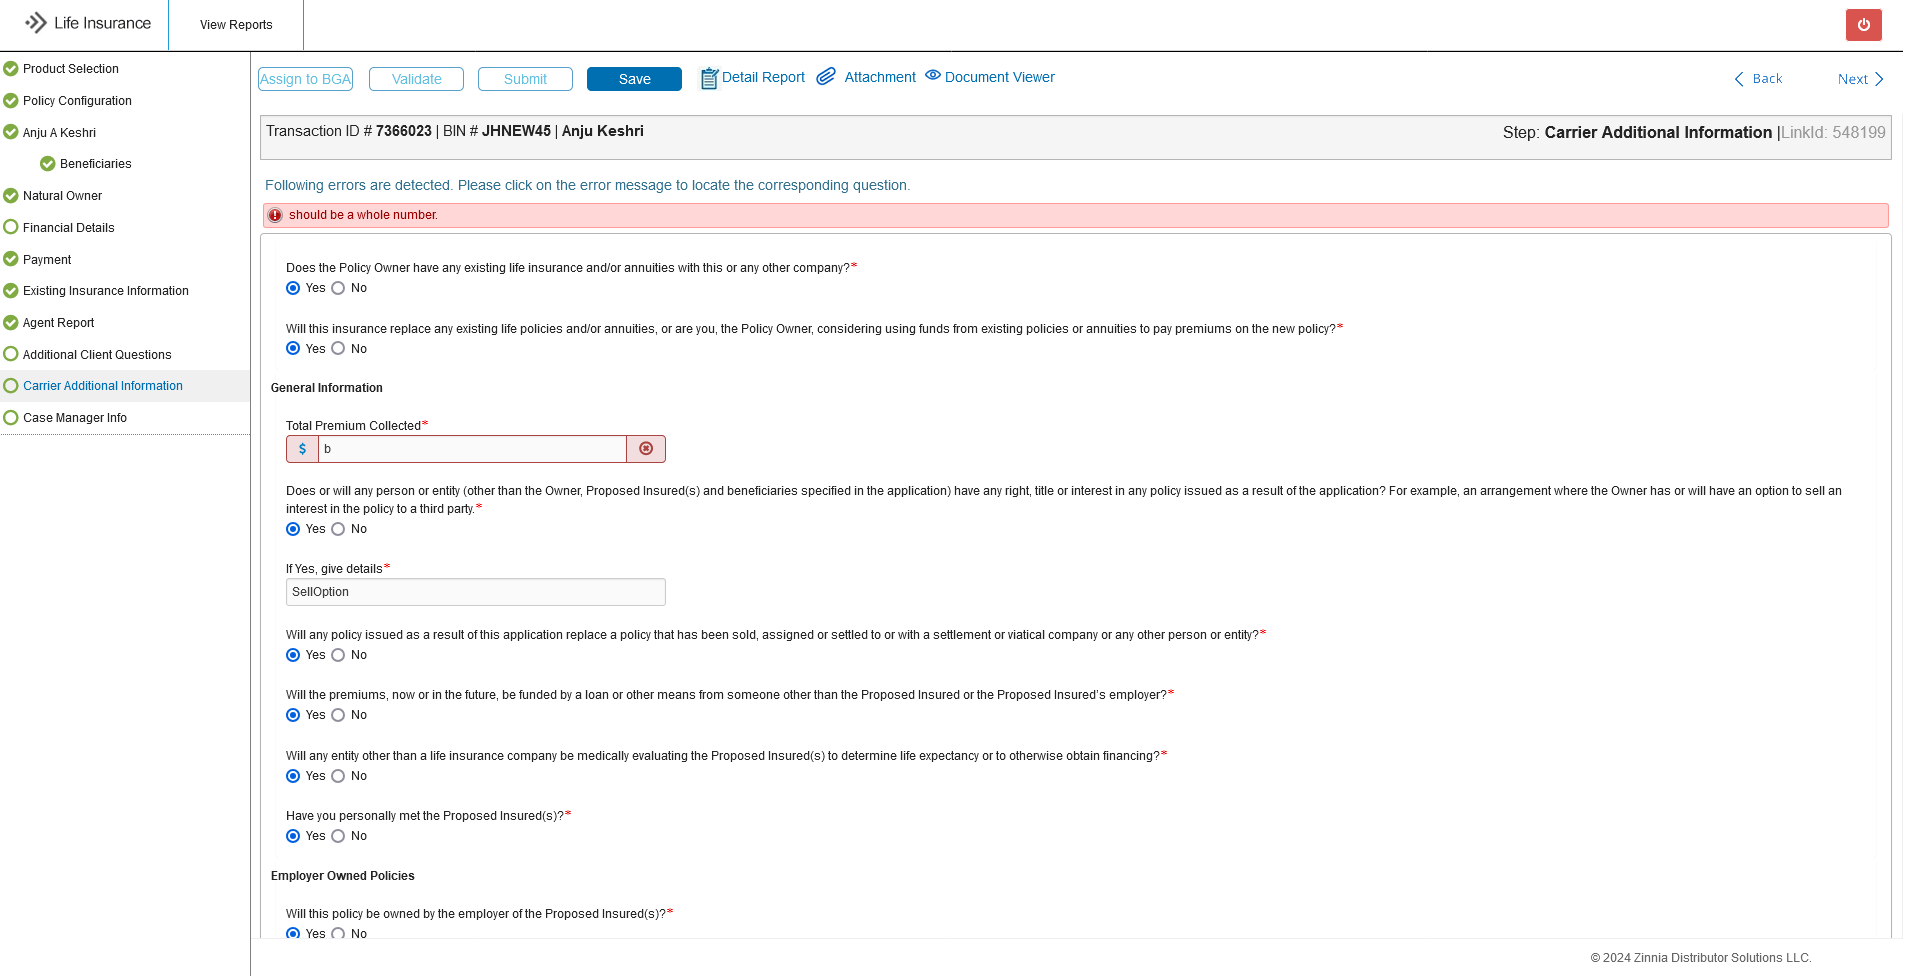 Life Insurance
View Reports
Product Selection
Policy Configuration
Anju A Keshri
Beneficiaries
Natural Owner
Financial Details
Payment
Existing Insurance Information
Agent Report
Additional Client Questions
Carrier Additional Information
Case Manager Info
Assign to BGA
Validate
Submit
Save
Detail Report
Attachment
Document Viewer
Back
Next
Transaction ID # 7366023 | BIN # JHNEW45 | Anju Keshri
Step: Carrier Additional Information |LinkId: 548199
Following errors are detected. Please click on the error message to locate the corresponding question.
should be a whole number.
Does the Policy Owner have any existing life insurance and/or annuities with this or any other company?*
Yes No
Will this insurance replace any existing life policies and/or annuities, or are you, the Policy Owner, considering using funds from existing policies or annuities to pay premiums on the new policy?*
Yes No
General Information
Total Premium Collected*
$ b
Does or will any person or entity (other than the Owner, Proposed Insured(s) and beneficiaries specified in the application) have any right, title or interest in any policy issued as a result of the application? For example, an arrangement where the Owner has or will have an option to sell an
interest in the policy to a third party.*
Yes No
If Yes, give details*
SellOption
Will any policy issued as a result of this application replace a policy that has been sold, assigned or settled to or with a settlement or viatical company or any other person or entity?*
Yes No
Will the premiums, now or in the future, be funded by a loan or other means from someone other than the Proposed Insured or the Proposed Insured's employer?*
Yes No
Will any entity other than a life insurance company be medically evaluating the Proposed Insured(s) to determine life expectancy or to otherwise obtain financing?*
Yes No
Have you personally met the Proposed Insured(s)?*
Yes No
Employer Owned Policies
Will this policy be owned by the employer of the Proposed Insured(s)?*
Yes No
© 2024 Zinnia Distributor Solutions LLC.